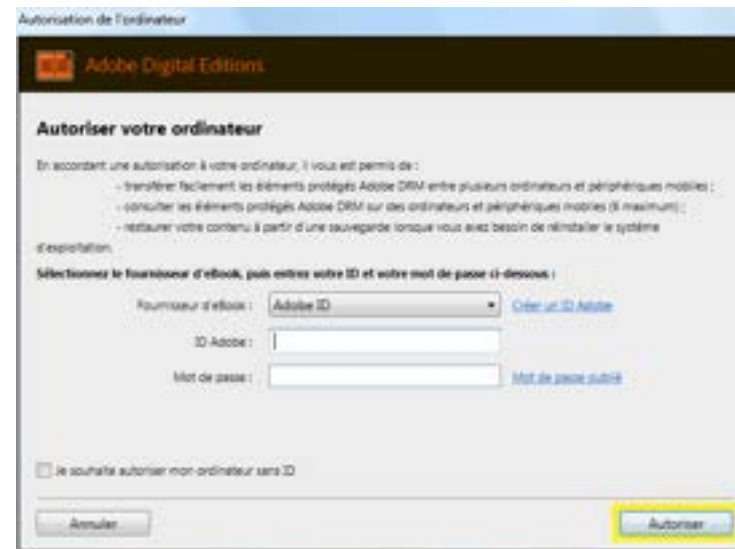 Autorisation de l'ordinateur
Adobe Digital Editions
Autoriser votre ordinateur
En accordant une autorisation à votre ordinateur, il vous est permis de :
- transférer facilement les éléments protégés Adobe DRM entre plusieurs ordinateurs et périphériques mobiles ;
- consulter les éléments protégés Adobe DRM sur des ordinateurs et périphériques mobiles (6 maximum) ;
- restaurer votre contenu à partir d'une sauvegarde lorsque vous avez besoin de réinstaller le système
d'exploitation.
Sélectionnez le fournisseur d'eBook, puis entrez votre ID et votre mot de passe ci-dessous :
Fournisseur d'eBook : Adobe ID Créer un ID Adobe
ID Adobe :
Mot de passe : Mot de passe oublié
Je souhaite autoriser mon ordinateur sans ID
Annuler Autoriser